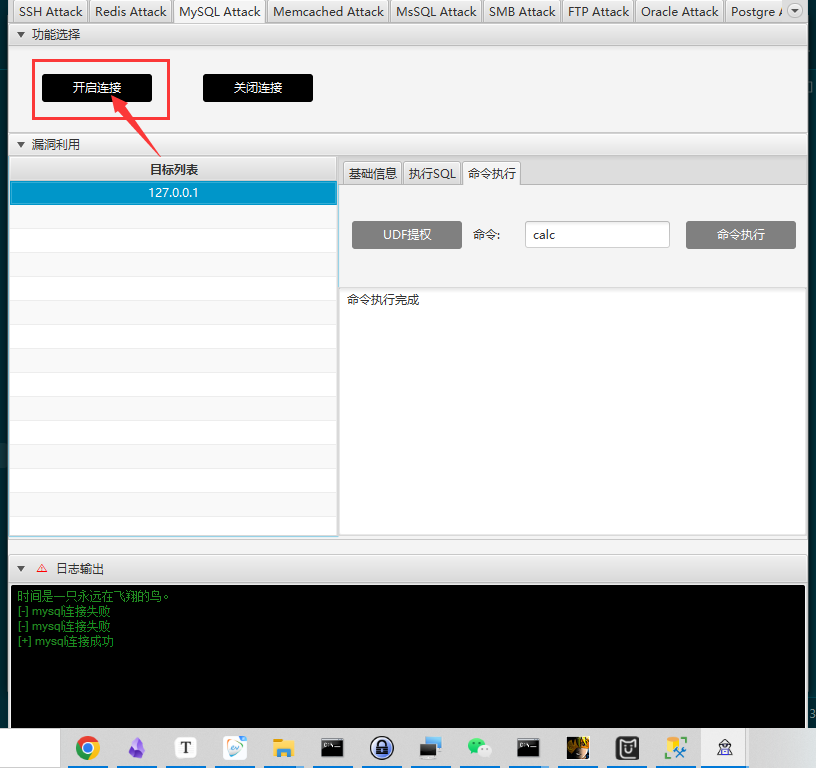 SSH Attack Redis Attack MySQL Attack Memcached Attack MsSQL Attack SMB Attack FTP Attack Oracle Attack Postgre A
功能选择
开启连接 关闭连接
漏洞利用
目标列表
127.0.0.1
基础信息 执行SQL 命令执行
UDF提权 命令: calc 命令执行
命令执行完成
日志输出
时间是一只永远在飞翔的鸟。
[-] mysql连接失败
[-] mysql连接失败
[+] mysql连接成功
T